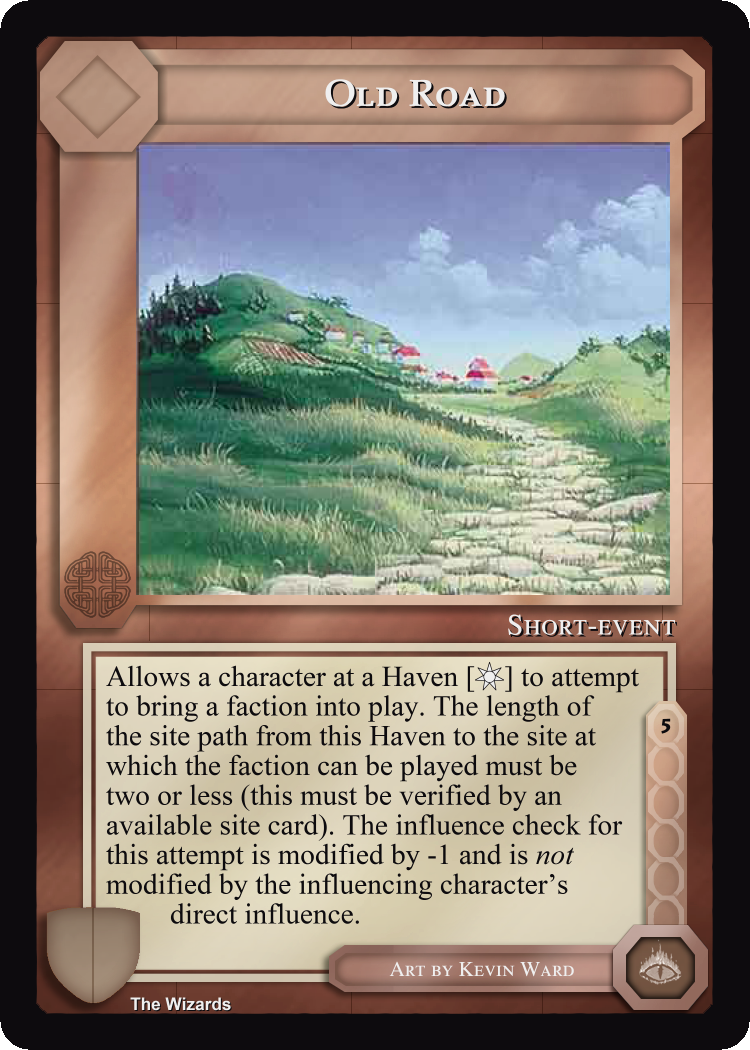 Old Road
Short-event
Allows a character at a Haven [☼] to attempt
to bring a faction into play. The length of
the site path from this Haven to the site at
which the faction can be played must be
two or less (this must be verified by an
available site card). The influence check for
this attempt is modified by -1 and is not
modified by the influencing character’s
direct influence.
5
Art by Kevin Ward
The Wizards